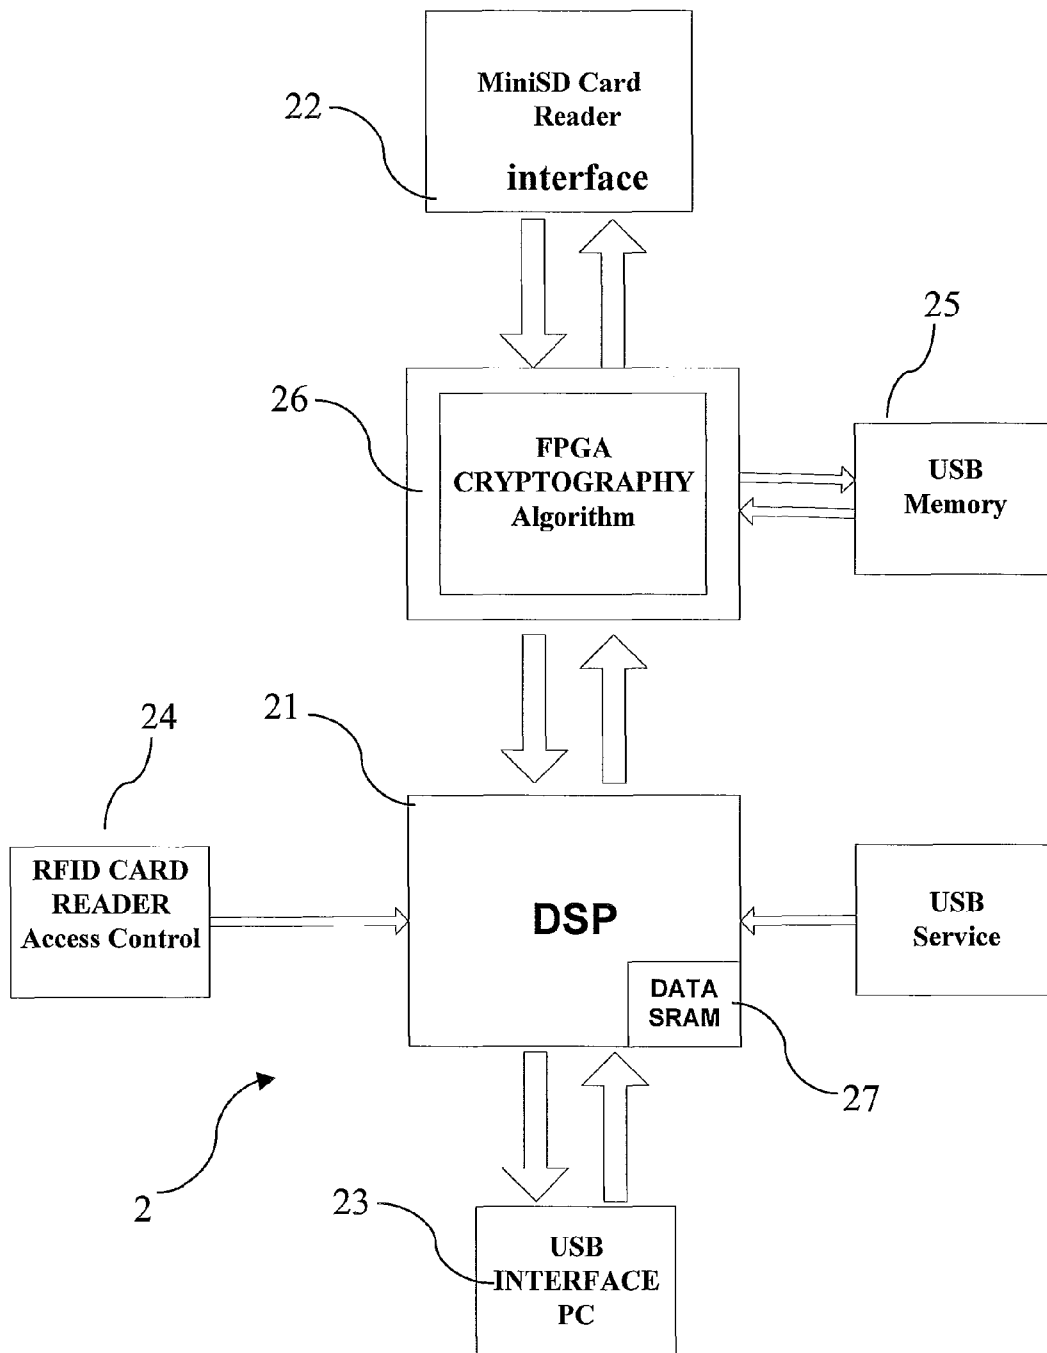 MiniSD Card
Reader
interface
22
25
26
FPGA
CRYPTOGRAPHY
Algorithm
USB
Memory
21
24
RFID CARD
READER
Access Control
DSP
USB
Service
DATA
SRAM
27
2
23
USB
INTERFACE
PC